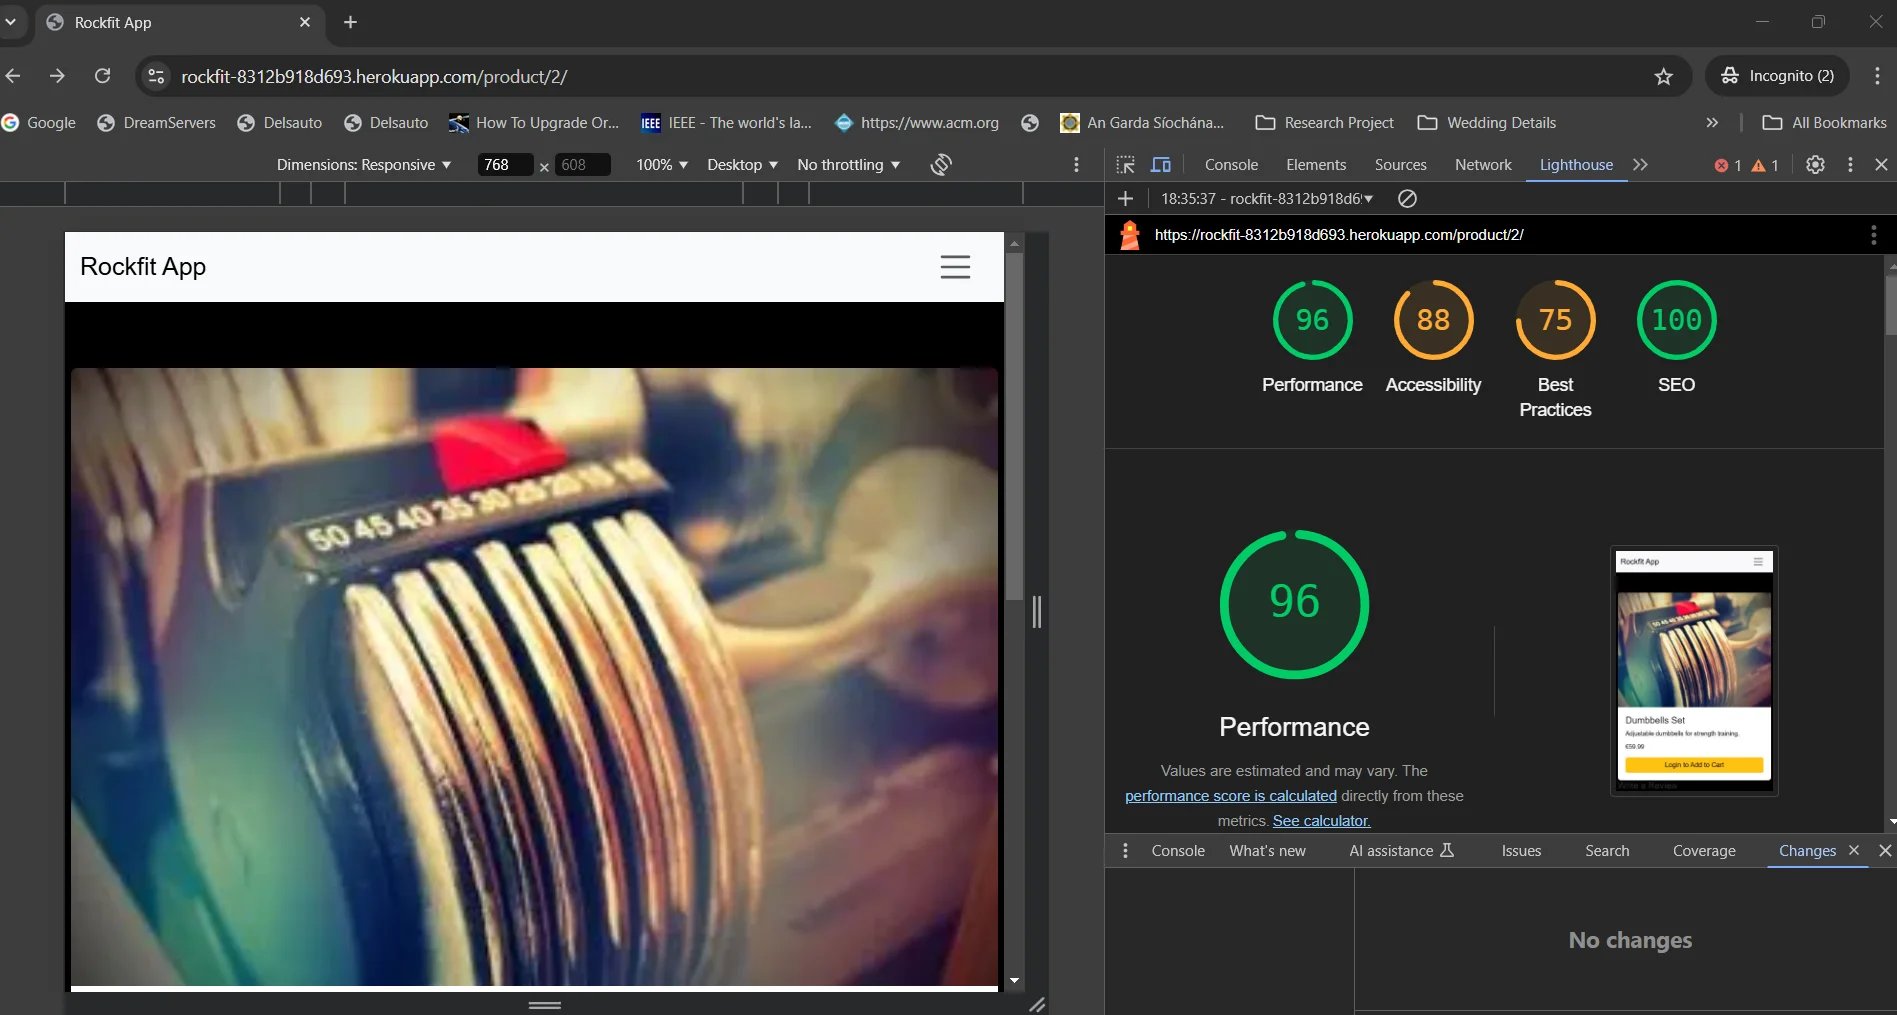 Rockfit App
rockfit-8312b918d693.herokuapp.com/product/2/
Incognito (2)
Google
DreamServers
Delsauto
Delsauto
How To Upgrade Or...
IEEE IEEE - The world's la...
https://www.acm.org
An Garda Síochána...
Research Project
Wedding Details
All Bookmarks
Dimensions: Responsive
768 × 608
100%
Desktop
No throttling
Console
Elements
Sources
Network
Lighthouse
1
1
18:35:37 - rockfit-8312b918d6
https://rockfit-8312b918d693.herokuapp.com/product/2/
Rockfit App
50 45 40 35 30 25 20 15 10
96
88
75
100
Performance
Accessibility
Best
Practices
SEO
96
Performance
Values are estimated and may vary. The
performance score is calculated directly from these
metrics. See calculator.
Rockfit App
Dumbbells Set
Adjustable dumbbells for strength training.
€59.99
Login to Add to Cart
Write a Review
Console
What's new
AI assistance
Issues
Search
Coverage
Changes
No changes